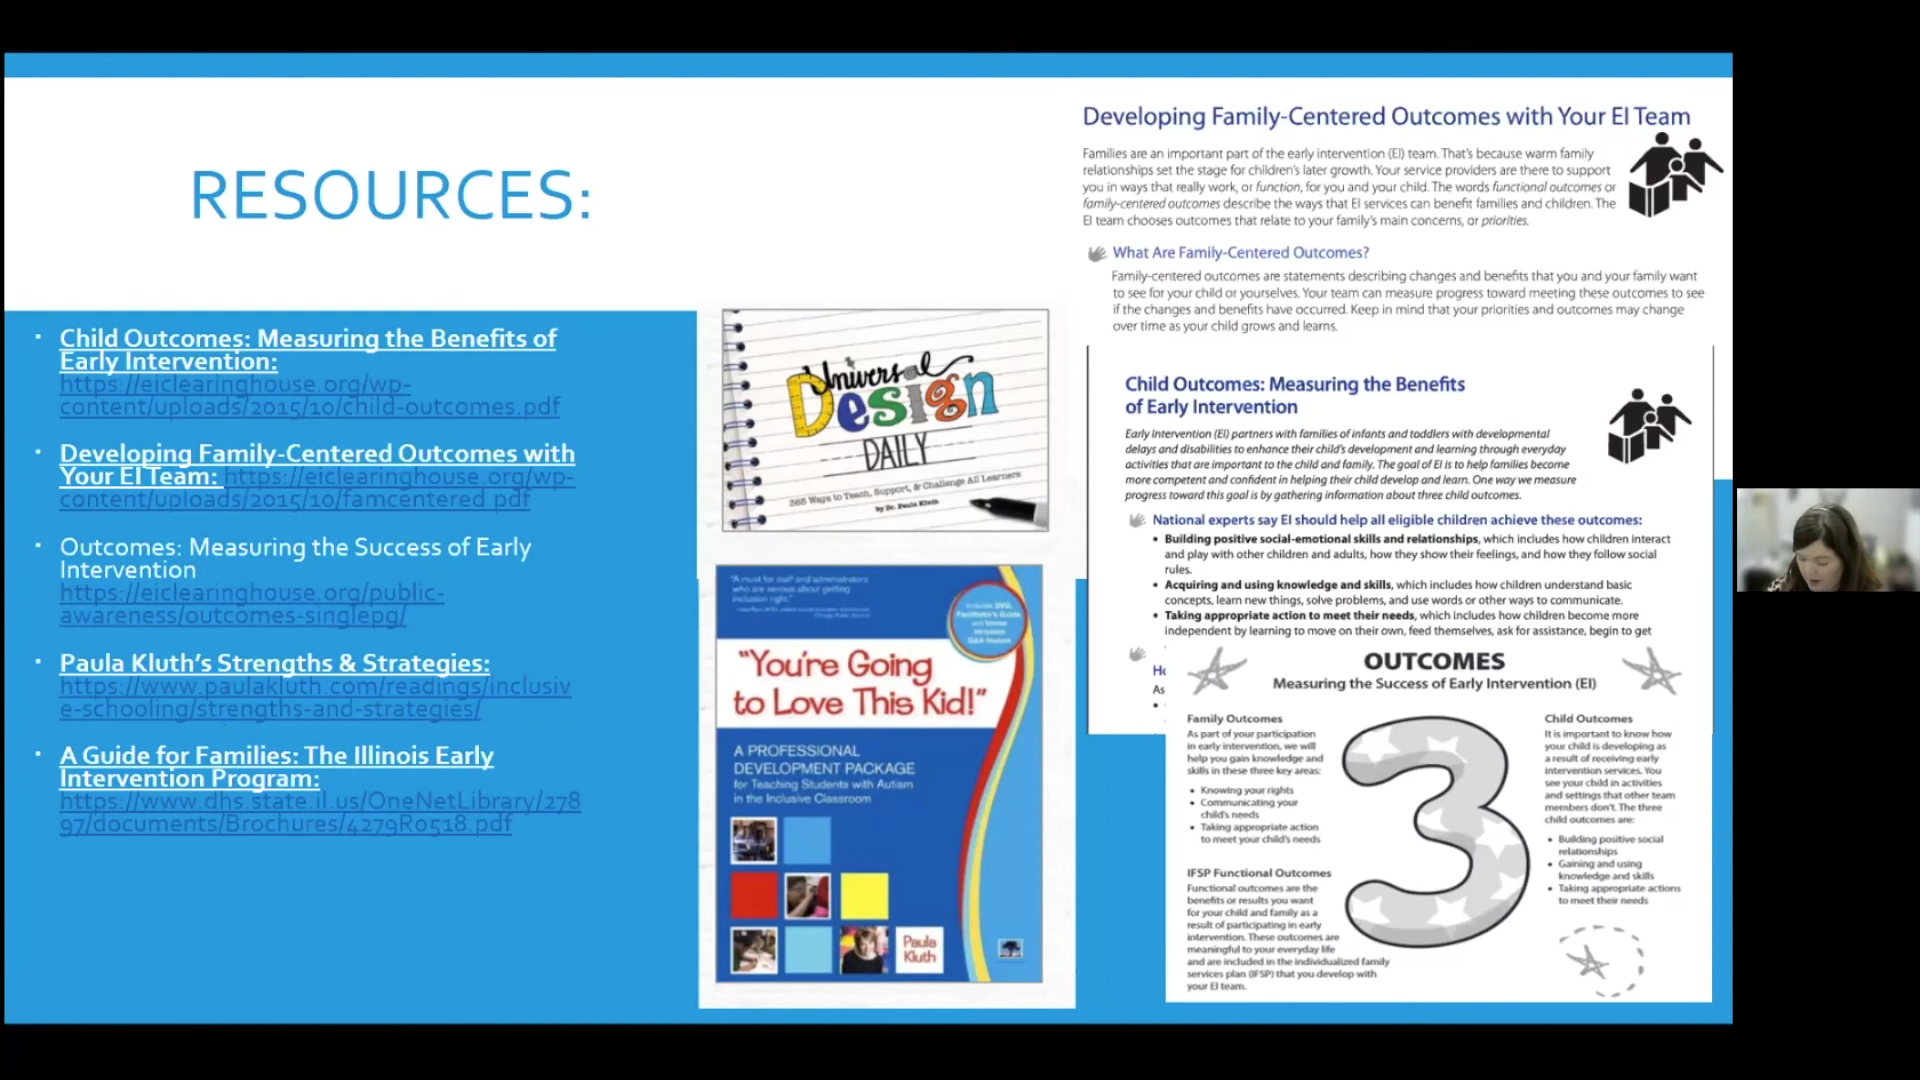 RESOURCES:
Child Outcomes: Measuring the Benefits of
Early Intervention:
https://eiclearinghouse.org/wp-
content/uploads/2015/10/child-outcomes.pdf
Developing Family-Centered Outcomes with
Your EI Team: https://eiclearinghouse.org/wp-
content/uploads/2015/10/famcentered.pdf
Outcomes: Measuring the Success of Early
Intervention
https://eiclearinghouse.org/public-
awareness/outcomes-singlepg/
Paula Kluth's Strengths & Strategies:
https://www.paulakluth.com/readings/inclusiv
e-schooling/strengths-and-strategies/
A Guide for Families: The Illinois Early
Intervention Program:
https://www.dhs.state.il.us/OneNetLibrary/278
97/documents/Brochures/4279R0518.pdf
Universal
Design
DAILY
365 Ways to Teach, Support, & Challenge All Learners
by Dr. Paula Kluth
"A must for staff and administrators
who are serious about getting
inclusion right."
Includes DVD,
Facilitator's Guide
"You're Going
to Love This Kid!"
A PROFESSIONAL
DEVELOPMENT PACKAGE
for Teaching Students with Autism
in the Inclusive Classroom
Paula
Kluth
Developing Family-Centered Outcomes with Your EI Team
Families are an important part of the early intervention (EI) team. That's because warm family
relationships set the stage for children's later growth. Your service providers are there to support
you in ways that really work, or function, for you and your child. The words functional outcomes or
family-centered outcomes describe the ways that EI services can benefit families and children. The
EI team chooses outcomes that relate to your family's main concerns, or priorities.
What Are Family-Centered Outcomes?
Family-centered outcomes are statements describing changes and benefits that you and your family want
to see for your child or yourselves. Your team can measure progress toward meeting these outcomes to see
if the changes and benefits have occurred. Keep in mind that your priorities and outcomes may change
over time as your child grows and learns.
Child Outcomes: Measuring the Benefits
of Early Intervention
Early Intervention (EI) partners with families of infants and toddlers with developmental
delays and disabilities to enhance their child's development and learning through everyday
activities that are important to the child and family. The goal of EI is to help families become
more competent and confident in helping their child develop and learn. One way we measure
progress toward this goal is by gathering information about three child outcomes.
National experts say EI should help all eligible children achieve these outcomes:
• Building positive social-emotional skills and relationships, which includes how children interact
and play with other children and adults, how they show their feelings, and how they follow social
rules.
• Acquiring and using knowledge and skills, which includes how children understand basic
concepts, learn new things, solve problems, and use words or other ways to communicate.
• Taking appropriate action to meet their needs, which includes how children become more
independent by learning to move on their own, feed themselves, ask for assistance, begin to get
As
OUTCOMES
Measuring the Success of Early Intervention (EI)
Family Outcomes
As part of your participation
in early intervention, we will
help you gain knowledge and
skills in these three key areas:
• Knowing your rights
• Communicating your
child's needs
• Taking appropriate action
to meet your child's needs
IFSP Functional Outcomes
Functional outcomes are the
benefits or results you want
for your child and family as a
result of participating in early
intervention. These outcomes are
meaningful to your everyday life
and are included in the individualized family
services plan (IFSP) that you develop with
your EI team.
3
Child Outcomes
It is important to know how
your child is developing as
a result of receiving early
intervention services. You
see your child in activities
and settings that other team
members don't. The three
child outcomes are:
• Building positive social
relationships
• Gaining and using
knowledge and skills
• Taking appropriate actions
to meet their needs